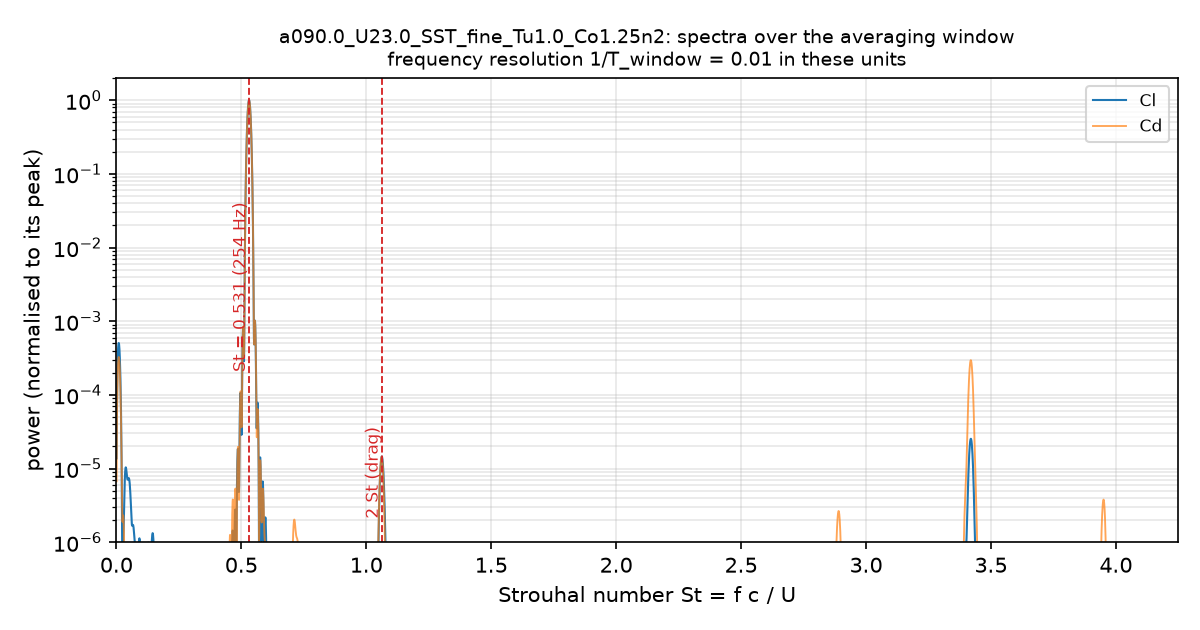 a090.0_U23.0_SST_fine_Tu1.0_Co1.25n2: spectra over the averaging window
frequency resolution 1/T_window = 0.01 in these units
Cl
Cd
10⁰
10⁻¹
10⁻²
10⁻³
10⁻⁴
10⁻⁵
10⁻⁶
power (normalised to its peak)
St = 0.531 (254 Hz)
2 St (drag)
0.0 0.5 1.0 1.5 2.0 2.5 3.0 3.5 4.0
Strouhal number St = f c / U